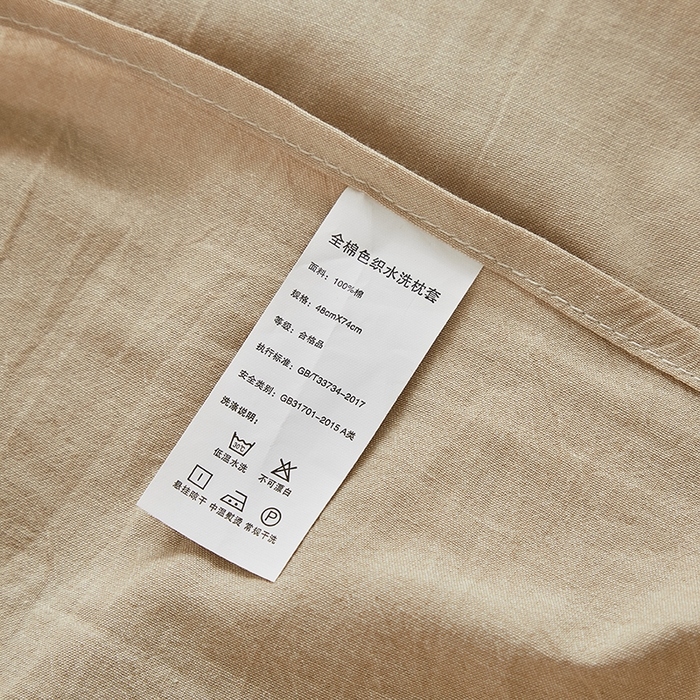 全棉色织水洗枕套
面料：100%棉
规格：48cmX74cm
等级：合格品
执行标准：GB/T33734-2017
安全类别：GB31701-2015 A类
洗涤说明：
30℃
低温水洗 不可漂白
P
悬挂晾干 中温熨烫 常规干洗